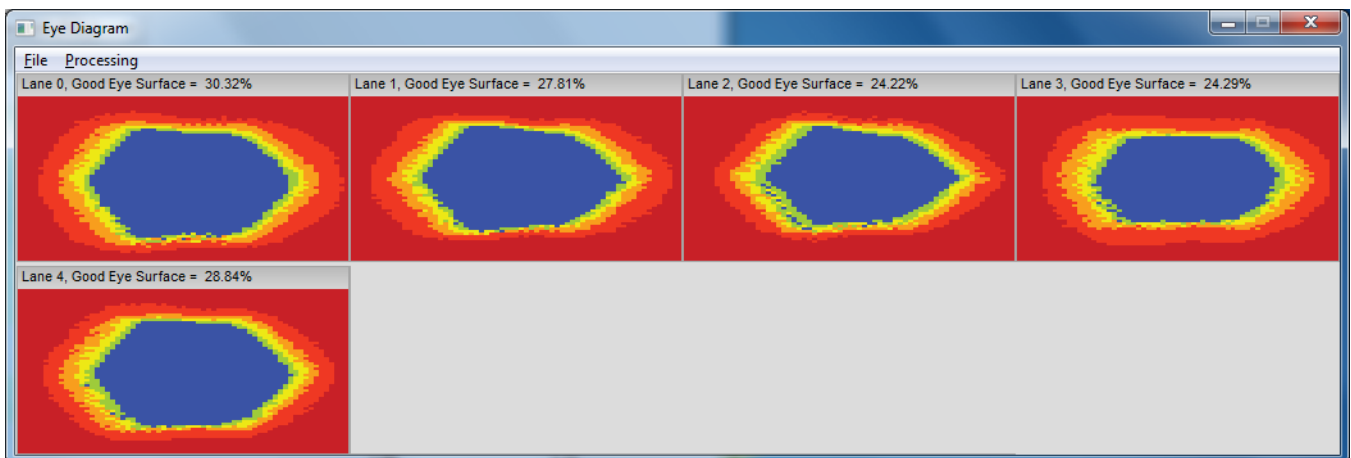 Eye Diagram
File Processing
Lane 0, Good Eye Surface = 30.32%
Lane 1, Good Eye Surface = 27.81%
Lane 2, Good Eye Surface = 24.22%
Lane 3, Good Eye Surface = 24.29%
Lane 4, Good Eye Surface = 28.84%